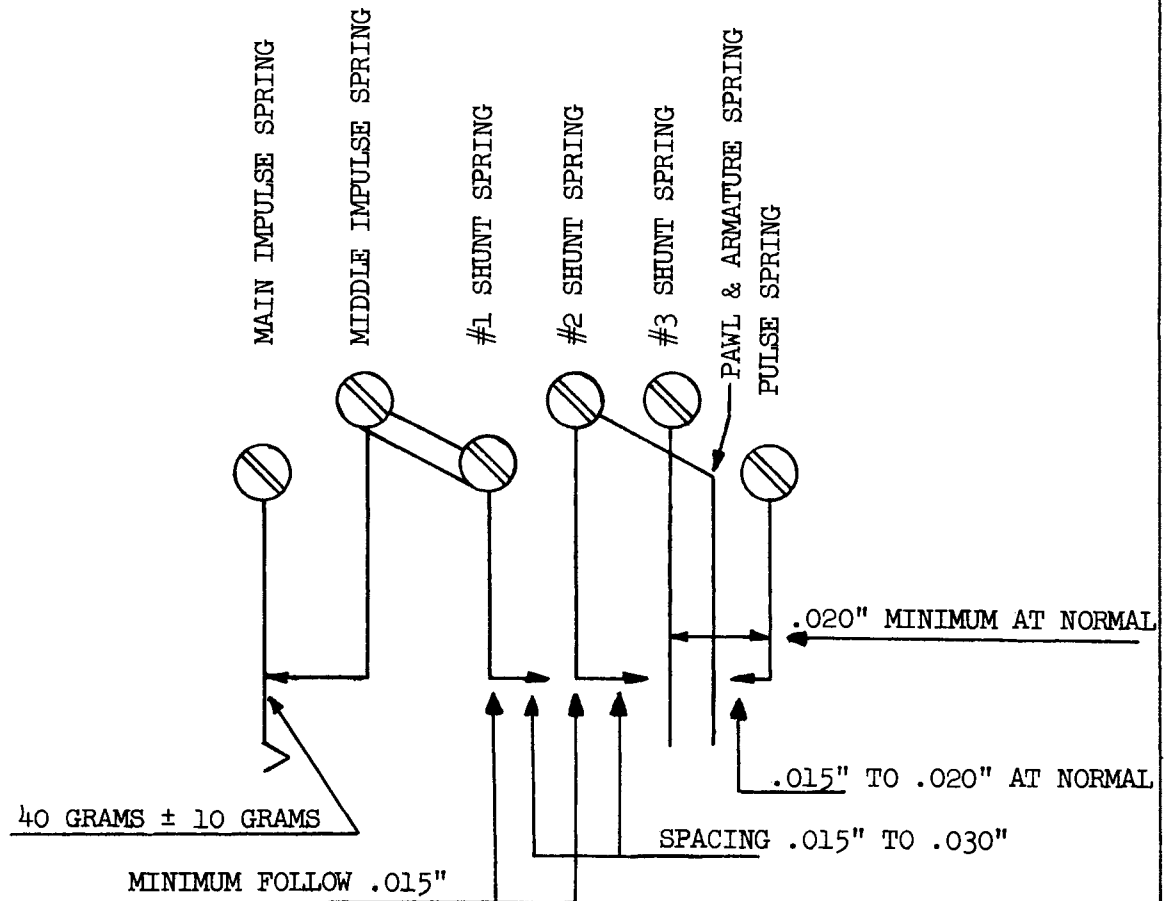 MAIN IMPULSE SPRING
MIDDLE IMPULSE SPRING
#1 SHUNT SPRING
#2 SHUNT SPRING
#3 SHUNT SPRING
PAWL & ARMATURE SPRING
PULSE SPRING
.020" MINIMUM AT NORMAL
.015" TO .020" AT NORMAL
40 GRAMS ± 10 GRAMS
SPACING .015" TO .030"
MINIMUM FOLLOW .015"